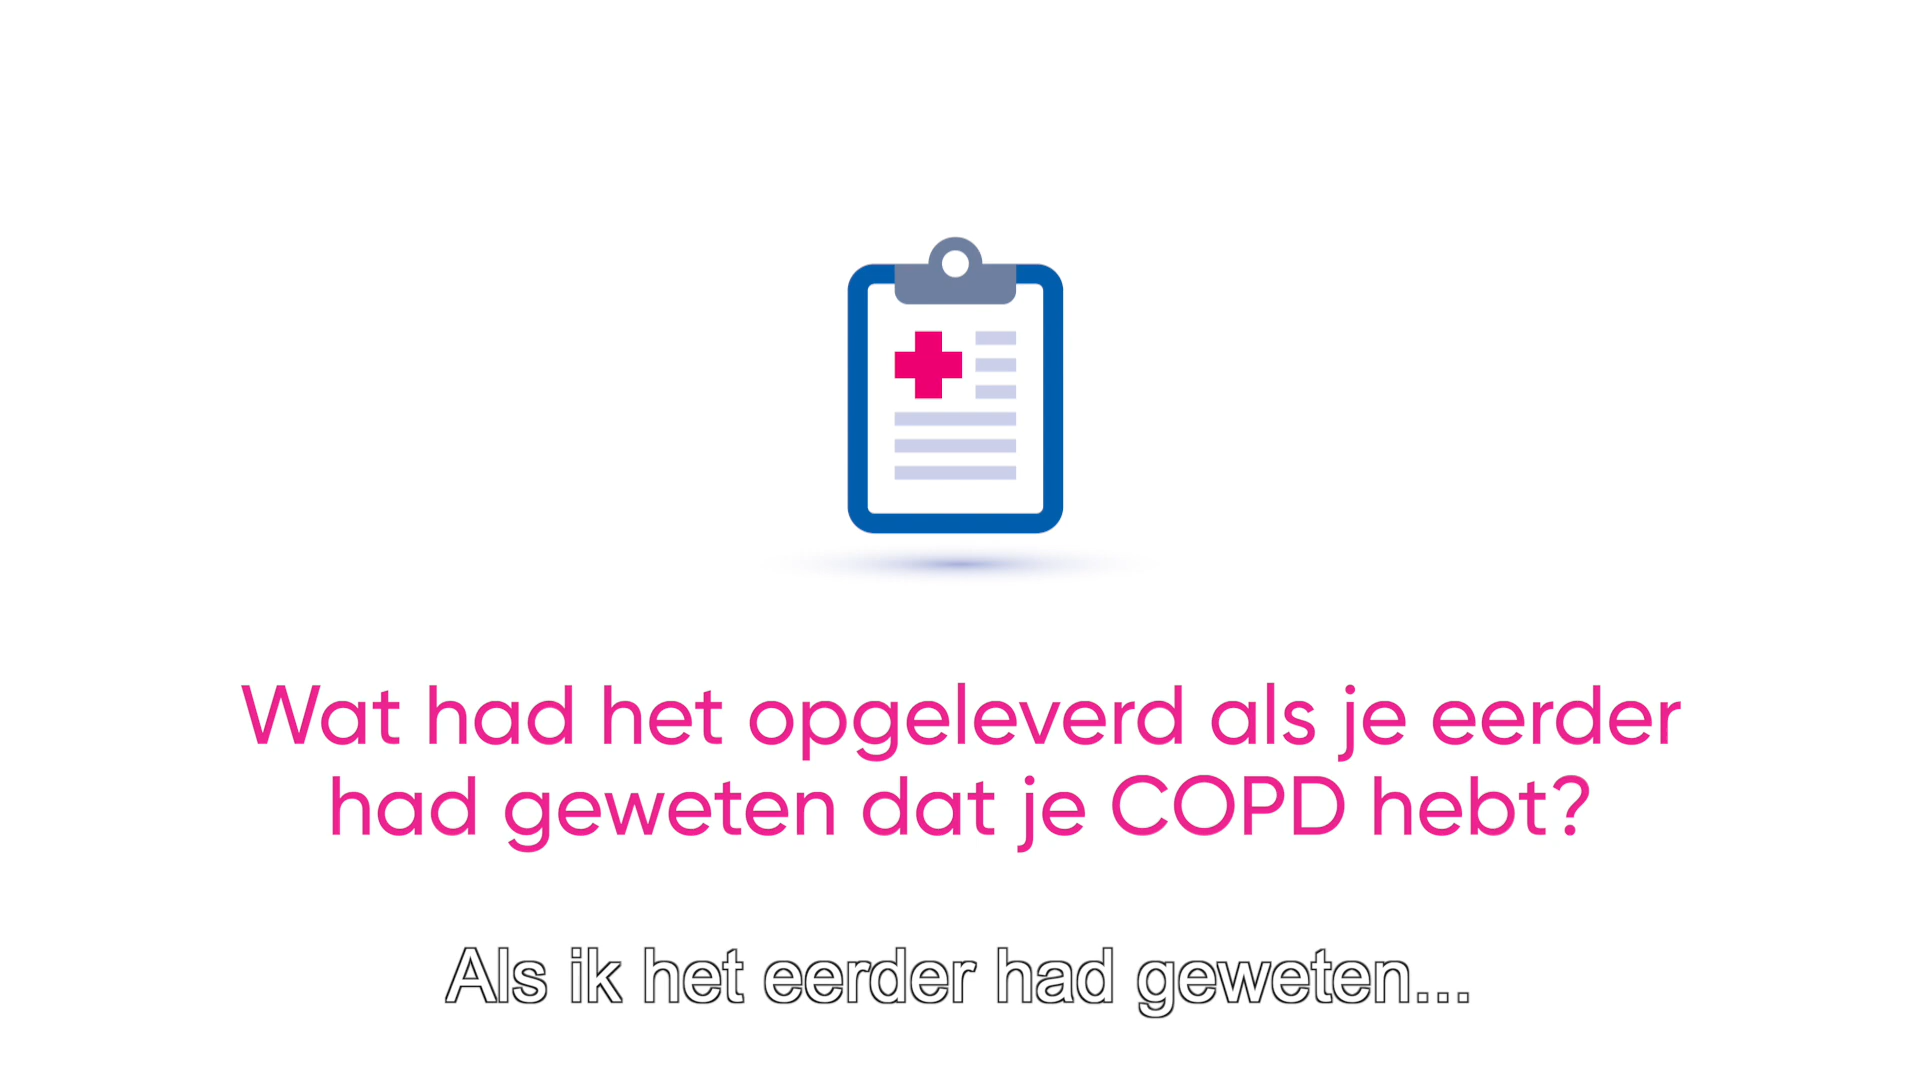 Wat had het opgeleverd als je eerder
had geweten dat je COPD hebt?
Als ik het eerder had geweten...